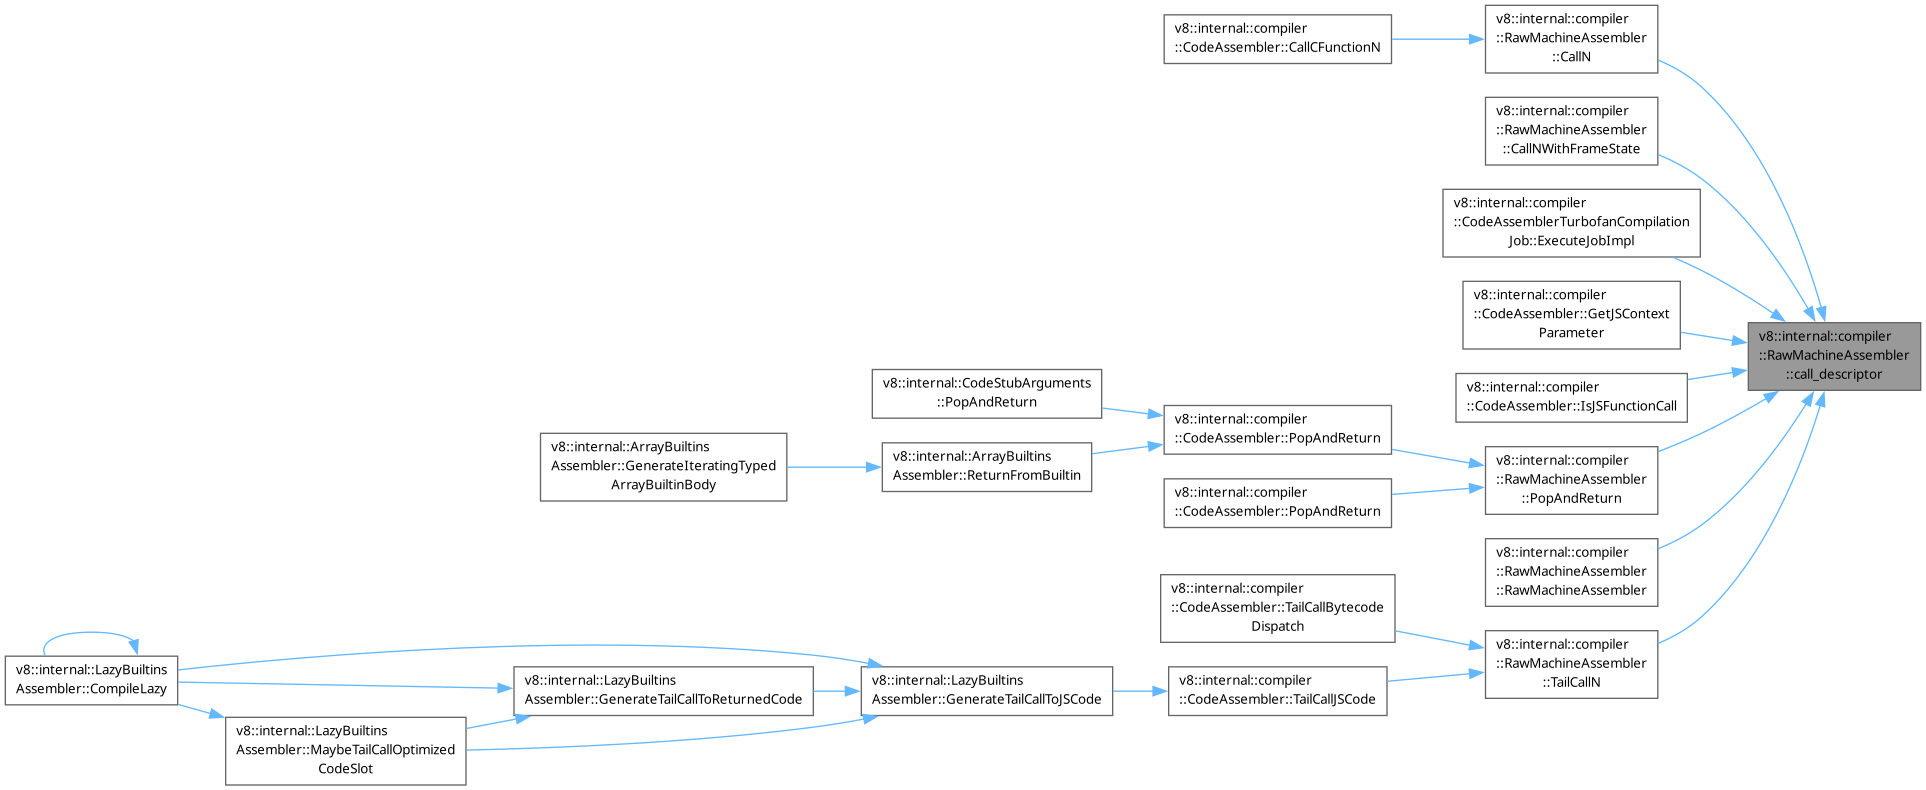 v8::internal::compiler
::CodeAssembler::CallCFunctionN
v8::internal::compiler
::RawMachineAssembler
::CallN
v8::internal::compiler
::RawMachineAssembler
::CallNWithFrameState
v8::internal::compiler
::CodeAssemblerTurbofanCompilation
Job::ExecuteJobImpl
v8::internal::compiler
::CodeAssembler::GetJSContext
Parameter
v8::internal::compiler
::RawMachineAssembler
::call_descriptor
v8::internal::compiler
::CodeAssembler::IsJSFunctionCall
v8::internal::CodeStubArguments
::PopAndReturn
v8::internal::compiler
::CodeAssembler::PopAndReturn
v8::internal::ArrayBuiltins
Assembler::GenerateIteratingTyped
ArrayBuiltinBody
v8::internal::ArrayBuiltins
Assembler::ReturnFromBuiltin
v8::internal::compiler
::RawMachineAssembler
::PopAndReturn
v8::internal::compiler
::CodeAssembler::PopAndReturn
v8::internal::compiler
::RawMachineAssembler
::RawMachineAssembler
v8::internal::compiler
::CodeAssembler::TailCallBytecode
Dispatch
v8::internal::compiler
::RawMachineAssembler
::TailCallN
v8::internal::LazyBuiltins
Assembler::CompileLazy
v8::internal::LazyBuiltins
Assembler::GenerateTailCallToReturnedCode
v8::internal::LazyBuiltins
Assembler::GenerateTailCallToJSCode
v8::internal::compiler
::CodeAssembler::TailCallJSCode
v8::internal::LazyBuiltins
Assembler::MaybeTailCallOptimized
CodeSlot